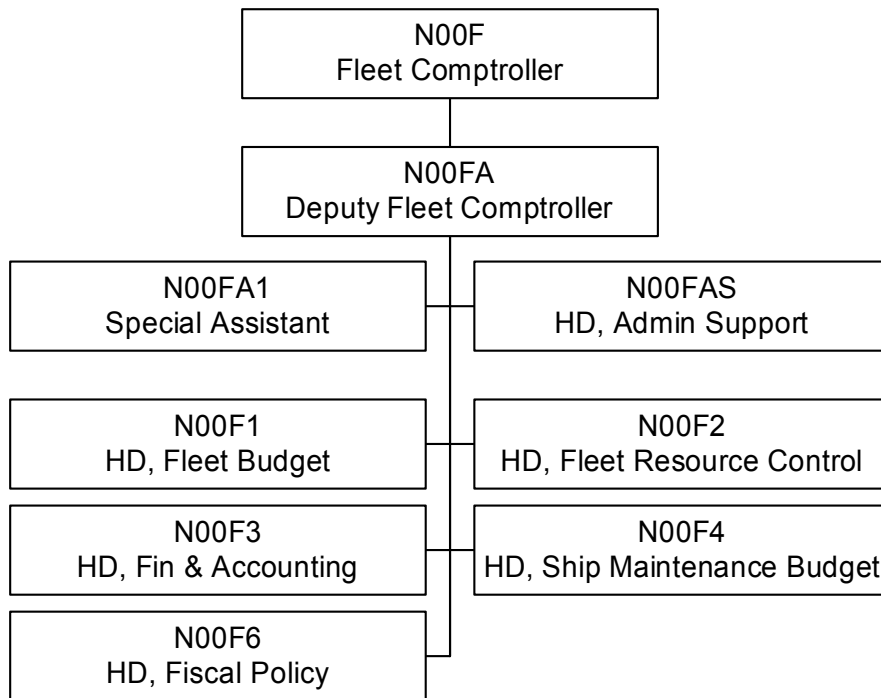 N00F
Fleet Comptroller
N00FA
Deputy Fleet Comptroller
N00FA1
Special Assistant
N00FAS
HD, Admin Support
N00F1
HD, Fleet Budget
N00F2
HD, Fleet Resource Control
N00F3
HD, Fin & Accounting
N00F4
HD, Ship Maintenance Budget
N00F6
HD, Fiscal Policy